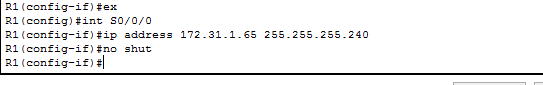 R1(config-if)#ex
R1(config)#int S0/0/0
R1(config-if)#ip address 172.31.1.65 255.255.255.240
R1(config-if)#no shut
R1(config-if)#